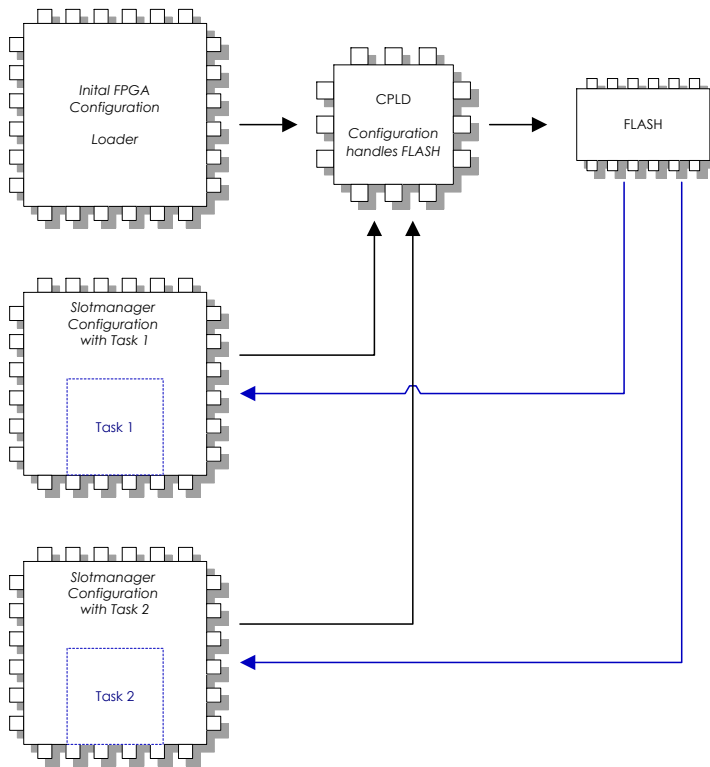 Inital FPGA
Configuration
Loader
CPLD
Configuration
handles FLASH
FLASH
Slotmanager
Configuration
with Task 1
Task 1
Slotmanager
Configuration
with Task 2
Task 2